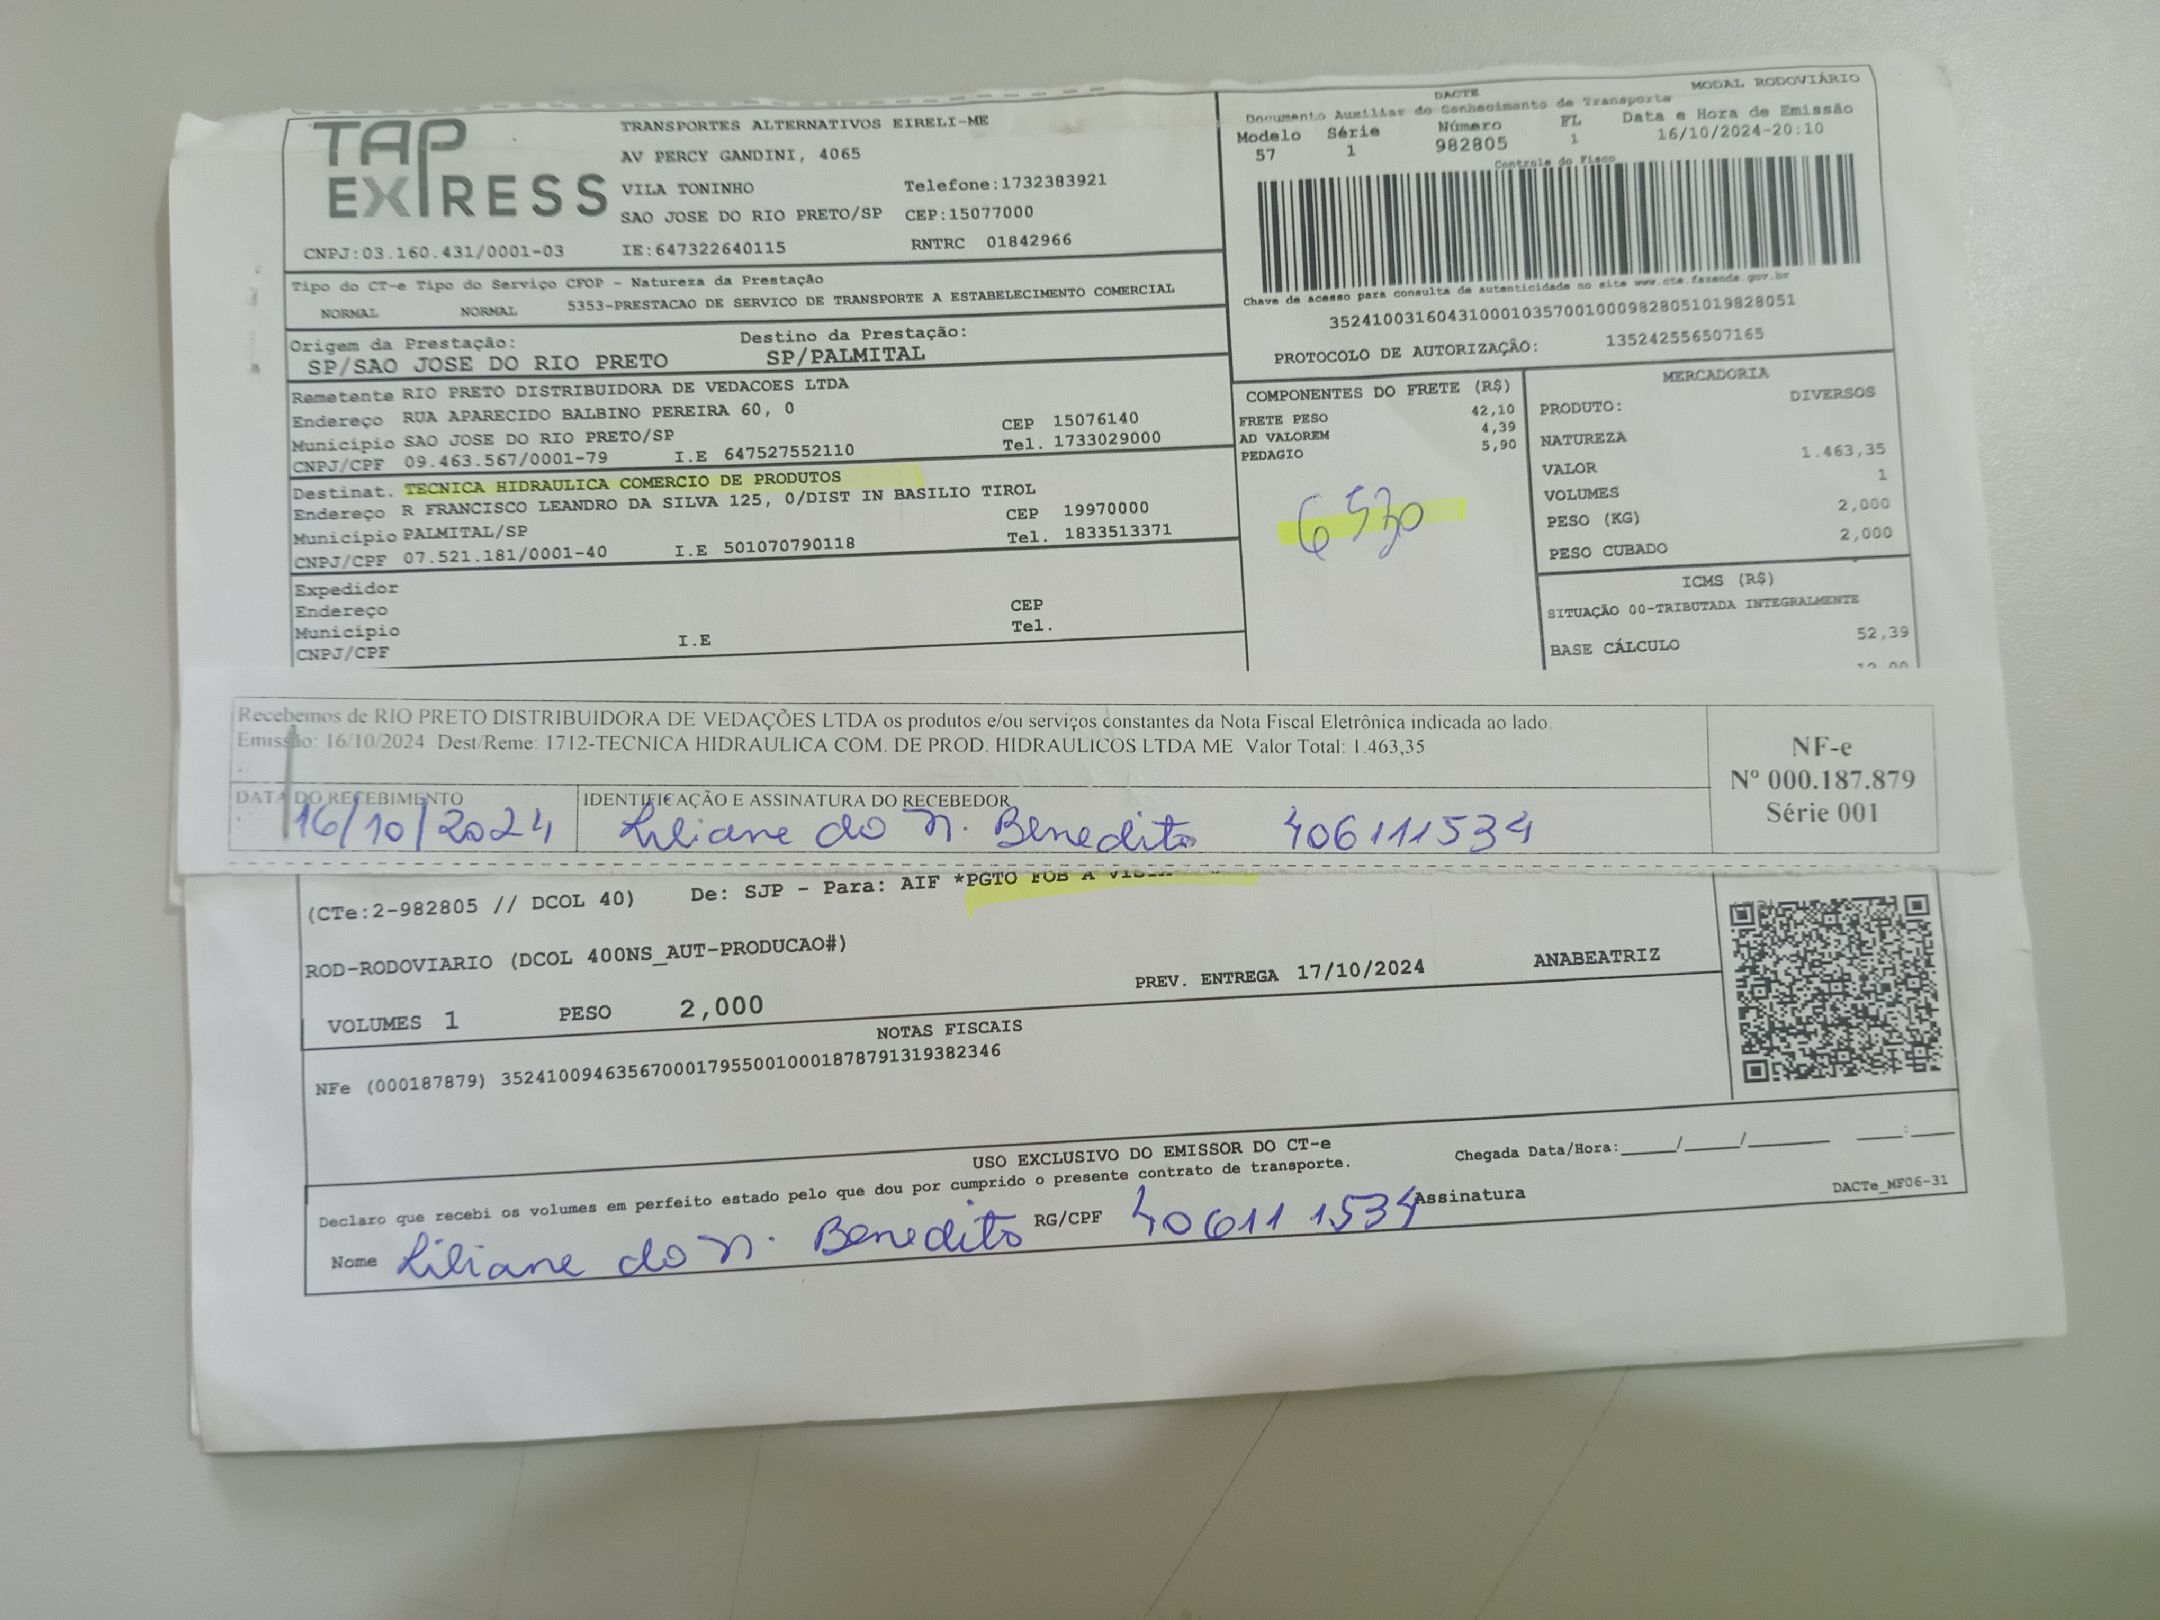 TAP EXPRESS
TRANSPORTES ALTERNATIVOS EIRELI-ME
AV PERCY GANDINI, 4065
VILA TONINHO Telefone:1732383921
SAO JOSE DO RIO PRETO/SP CEP:15077000
CNPJ:03.160.431/0001-03 IE:647322640115 RNTRC 01842966
DACTE MODAL RODOVIÁRIO
Documento Auxiliar do Conhecimento de Transporte
Modelo Série Número FL Data e Hora de Emissão
57 1 982805 1 16/10/2024-20:10
Controle do Fisco
Chave de acesso para consulta de autenticidade no site www.cte.fazenda.gov.br
35241003160431000103570010009828051019828051
PROTOCOLO DE AUTORIZAÇÃO: 135242556507165
Tipo do CT-e Tipo do Serviço CFOP - Natureza da Prestação
NORMAL NORMAL 5353-PRESTACAO DE SERVICO DE TRANSPORTE A ESTABELECIMENTO COMERCIAL
Origem da Prestação: Destino da Prestação:
SP/SAO JOSE DO RIO PRETO SP/PALMITAL
Remetente RIO PRETO DISTRIBUIDORA DE VEDACOES LTDA
Endereço RUA APARECIDO BALBINO PEREIRA 60, 0
Município SAO JOSE DO RIO PRETO/SP CEP 15076140
CNPJ/CPF 09.463.567/0001-79 I.E 647527552110 Tel. 1733029000
Destinat. TECNICA HIDRAULICA COMERCIO DE PRODUTOS
Endereço R FRANCISCO LEANDRO DA SILVA 125, 0/DIST IN BASILIO TIROL
Município PALMITAL/SP CEP 19970000
CNPJ/CPF 07.521.181/0001-40 I.E 501070790118 Tel. 1833513371
Expedidor
Endereço CEP
Município Tel.
CNPJ/CPF I.E
COMPONENTES DO FRETE (R$)
FRETE PESO 42,10
AD VALOREM 4,39
PEDAGIO 5,90
MERCADORIA
PRODUTO: DIVERSOS
NATUREZA
VALOR 1.463,35
VOLUMES 1
PESO (KG) 2,000
PESO CUBADO 2,000
ICMS (R$)
SITUAÇÃO 00-TRIBUTADA INTEGRALMENTE
BASE CÁLCULO 52,39
Recebemos de RIO PRETO DISTRIBUIDORA DE VEDAÇÕES LTDA os produtos e/ou serviços constantes da Nota Fiscal Eletrônica indicada ao lado.
Emissão: 16/10/2024 Dest/Reme: 1712-TECNICA HIDRAULICA COM. DE PROD. HIDRAULICOS LTDA ME Valor Total: 1.463,35
NF-e
Nº 000.187.879
Série 001
DATA DO RECEBIMENTO IDENTIFICAÇÃO E ASSINATURA DO RECEBEDOR
16/10/2024 Liliane do N. Benedito 406111534
(CTe:2-982805 // DCOL 40) De: SJP - Para: AIF *PGTO FOB A VISTA
ROD-RODOVIARIO (DCOL 400NS_AUT-PRODUCAO#)
PREV. ENTREGA 17/10/2024 ANABEATRIZ
VOLUMES 1 PESO 2,000
NOTAS FISCAIS
NFe (000187879) 35241009463567000179550010001878791319382346
USO EXCLUSIVO DO EMISSOR DO CT-e
Declaro que recebi os volumes em perfeito estado pelo que dou por cumprido o presente contrato de transporte.
Chegada Data/Hora:____/____/______ ___:___
Nome Liliane do N. Benedito RG/CPF 406111534 Assinatura
DACTe_MF06-31